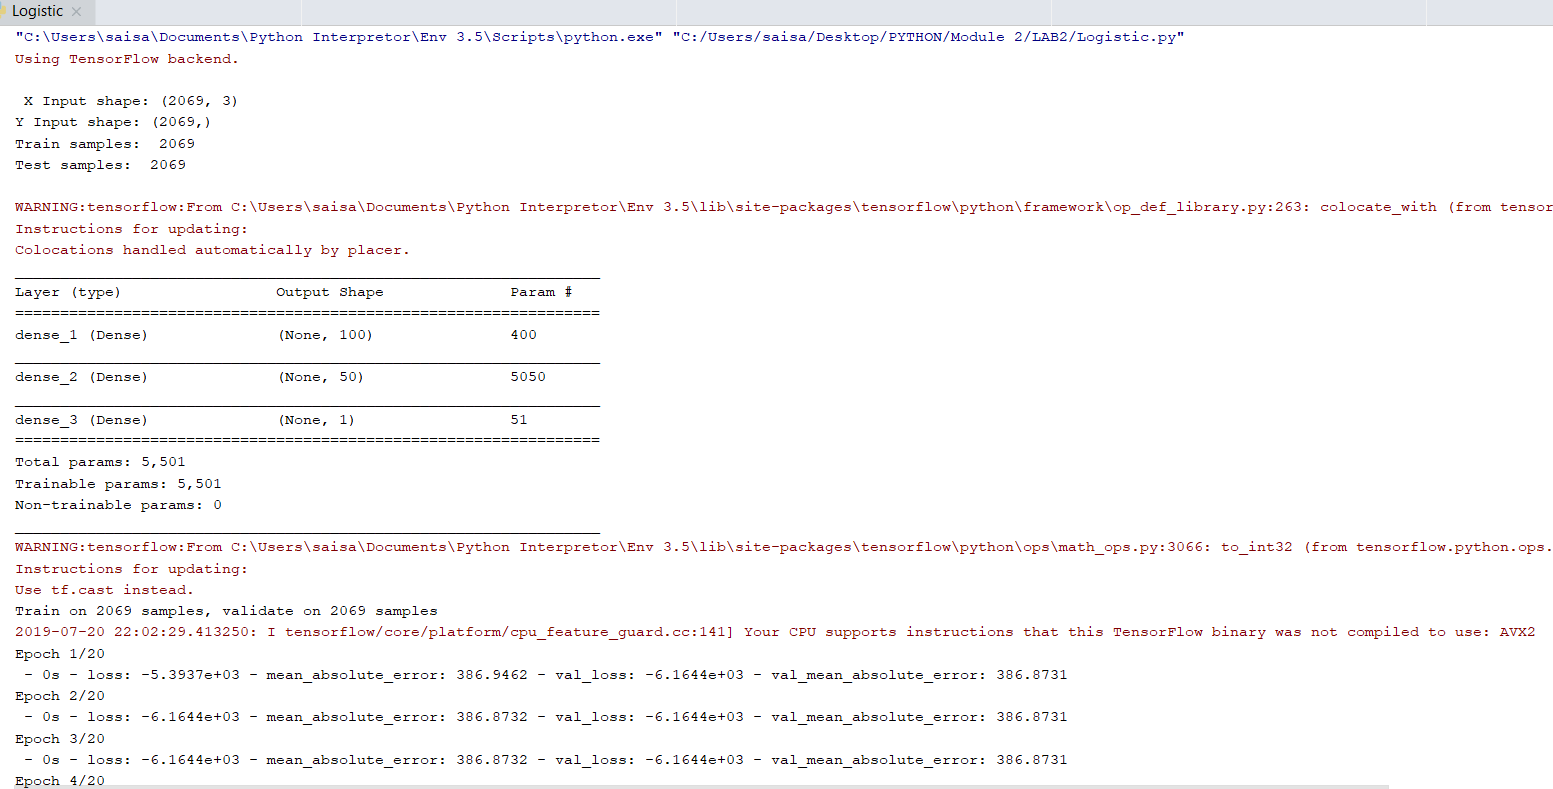 Logistic
"C:\Users\saisa\Documents\Python Interpretor\Env 3.5\Scripts\python.exe" "C:/Users/saisa/Desktop/PYTHON/Module 2/LAB2/Logistic.py"
Using TensorFlow backend.
X Input shape: (2069, 3)
Y Input shape: (2069,)
Train samples:  2069
Test samples:  2069
WARNING:tensorflow:From C:\Users\saisa\Documents\Python Interpretor\Env 3.5\lib\site-packages\tensorflow\python\framework\op_def_library.py:263: colocate_with (from tensor
Instructions for updating:
Colocations handled automatically by placer.
_________________________________________________________________
Layer (type)                 Output Shape              Param #
=================================================================
dense_1 (Dense)              (None, 100)               400
_________________________________________________________________
dense_2 (Dense)              (None, 50)                5050
_________________________________________________________________
dense_3 (Dense)              (None, 1)                 51
=================================================================
Total params: 5,501
Trainable params: 5,501
Non-trainable params: 0
_________________________________________________________________
WARNING:tensorflow:From C:\Users\saisa\Documents\Python Interpretor\Env 3.5\lib\site-packages\tensorflow\python\ops\math_ops.py:3066: to_int32 (from tensorflow.python.ops.
Instructions for updating:
Use tf.cast instead.
Train on 2069 samples, validate on 2069 samples
2019-07-20 22:02:29.413250: I tensorflow/core/platform/cpu_feature_guard.cc:141] Your CPU supports instructions that this TensorFlow binary was not compiled to use: AVX2
Epoch 1/20
 - 0s - loss: -5.3937e+03 - mean_absolute_error: 386.9462 - val_loss: -6.1644e+03 - val_mean_absolute_error: 386.8731
Epoch 2/20
 - 0s - loss: -6.1644e+03 - mean_absolute_error: 386.8732 - val_loss: -6.1644e+03 - val_mean_absolute_error: 386.8731
Epoch 3/20
 - 0s - loss: -6.1644e+03 - mean_absolute_error: 386.8732 - val_loss: -6.1644e+03 - val_mean_absolute_error: 386.8731
Epoch 4/20